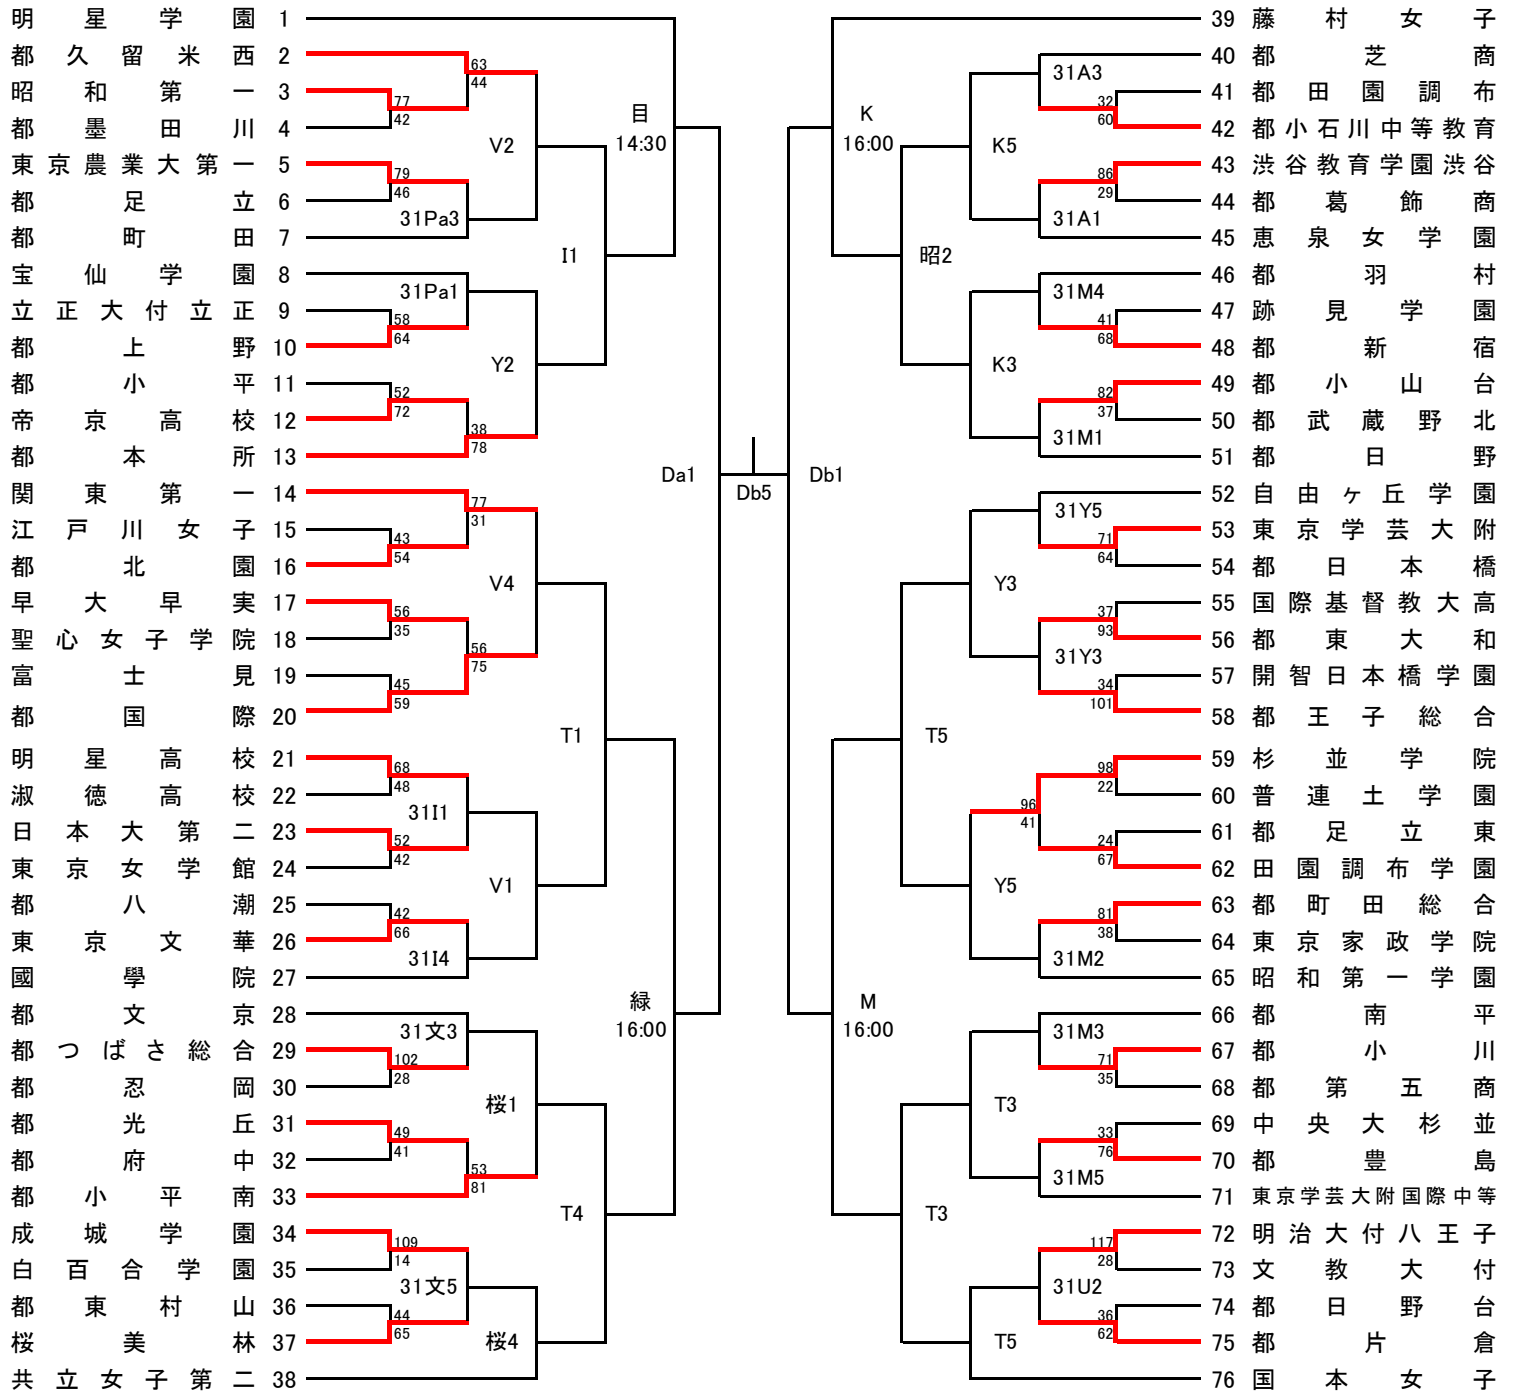 明星学園 1
都久留米西 2
昭和第一 3
都墨田川 4
東京農業大第一 5
都足立 6
都町田 7
宝仙学園 8
立正大付立正 9
都上野 10
都小平 11
帝京高校 12
都本所 13
関東第一 14
江戸川女子 15
都北園 16
早大早実 17
聖心女子学院 18
富士見 19
都国際 20
明星高校 21
淑徳高校 22
日本大第二 23
東京女学館 24
都八潮 25
東京文華 26
國學院 27
都文京 28
都つばさ総合 29
都忍岡 30
都光丘 31
都府中 32
都小平南 33
成城学園 34
白百合学園 35
都東村山 36
桜美林 37
共立女子第二 38
63
44
77
42
79
46
31Pa3
31Pa1
58
64
52
72
38
78
77
31
43
54
56
35
56
75
45
59
68
48
31I1
52
42
42
66
31I4
31文3
102
28
49
41
53
81
109
14
31文5
44
65
V2
Y2
V4
V1
桜1
桜4
I1
T1
T4
目
14:30
緑
16:00
Da1
Db5
Db1
K
16:00
M
16:00
昭2
T5
T3
K5
K3
Y3
Y5
T3
T5
31A3
32
60
86
29
31A1
31M4
41
68
82
37
31M1
31Y5
71
64
37
93
31Y3
34
101
98
22
96
41
24
67
81
38
31M2
31M3
71
35
33
76
31M5
117
28
31U2
36
62
39 藤村女子
40 都芝商
41 都田園調布
42 都小石川中等教育
43 渋谷教育学園渋谷
44 都葛飾商
45 恵泉女学園
46 都羽村
47 跡見学園
48 都新宿
49 都小山台
50 都武蔵野北
51 都日野
52 自由ヶ丘学園
53 東京学芸大附
54 都日本橋
55 国際基督教大高
56 都東大和
57 開智日本橋学園
58 都王子総合
59 杉並学院
60 普連土学園
61 都足立東
62 田園調布学園
63 都町田総合
64 東京家政学院
65 昭和第一学園
66 都南平
67 都小川
68 都第五商
69 中央大杉並
70 都豊島
71 東京学芸大附国際中等
72 明治大付八王子
73 文教大付
74 都日野台
75 都片倉
76 国本女子